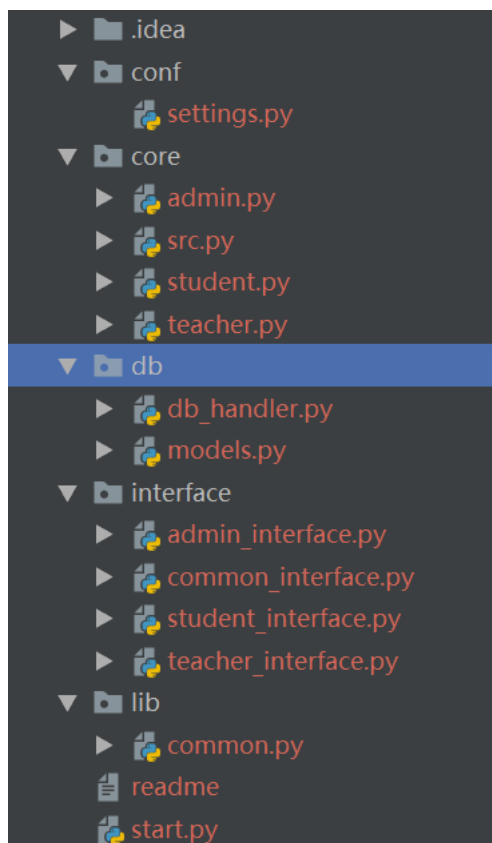 .idea
conf
settings.py
core
admin.py
src.py
student.py
teacher.py
db
db_handler.py
models.py
interface
admin_interface.py
common_interface.py
student_interface.py
teacher_interface.py
lib
common.py
readme
start.py